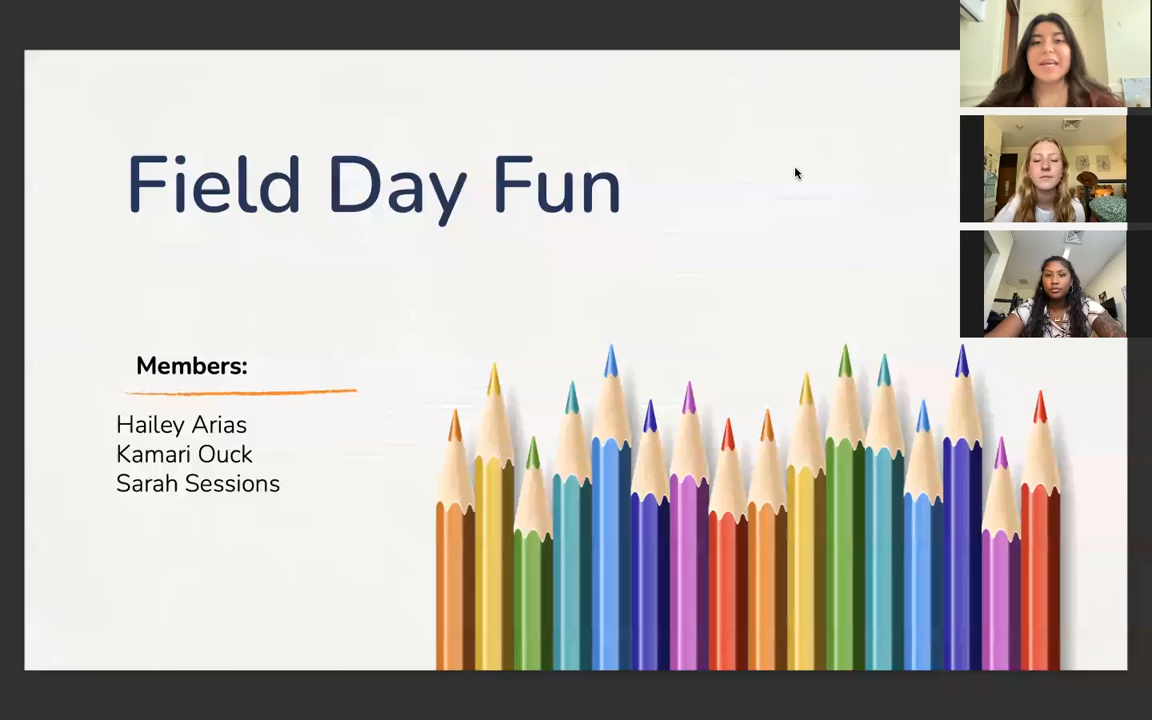 Field Day Fun
Members:
Hailey Arias
Kamari Ouck
Sarah Sessions